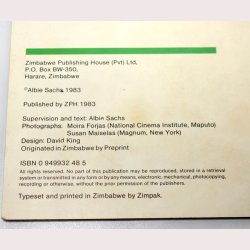 Zimbabwe Publishing House (Pvt) Ltd,
P.O. Box BW-350,
Harare, Zimbabwe
©Albie Sachs 1983
Published by ZPH 1983
Supervision and text: Albie Sachs
Photographs: Moira Forjas (National Cinema Institute, Maputo)
Susan Maiselas (Magnum, New York)
Design: David King
Originated in Zimbabwe by Preprint
ISBN 0 949932 48 5
All rights reserved. No part of this publication may be reproduced, stored in a retrieval
system or transmitted in any form or by any means, electronic, mechanical, photocopying,
recording or otherwise, without the prior permission of the publishers.
Typeset and printed in Zimbabwe by Zimpak.